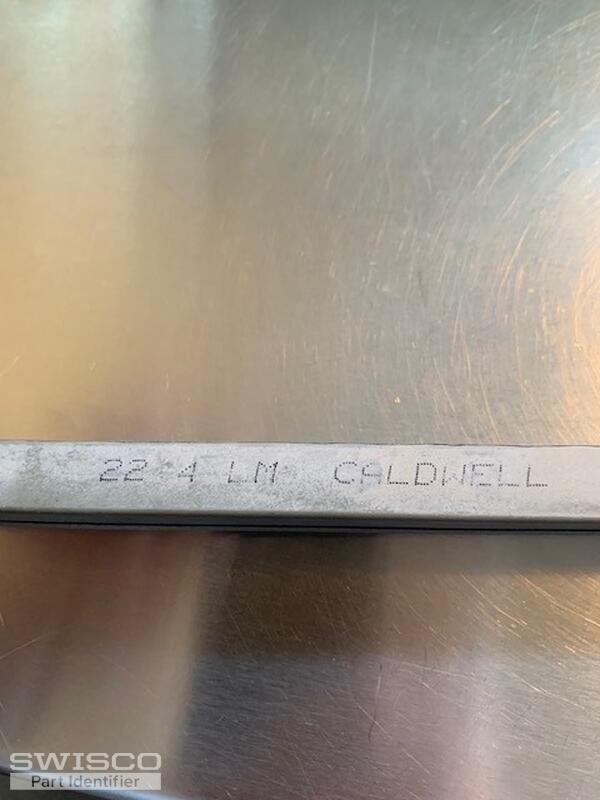 22 4 LM CALDWELL
SWISCO
Part Identifier